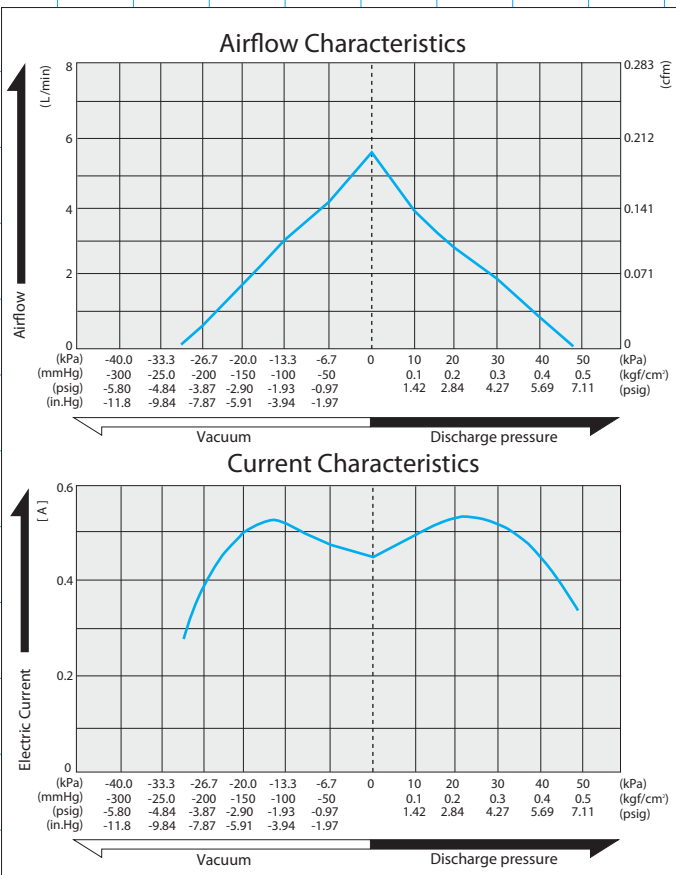 Airflow Characteristics
(L/min)
8
6
4
2
0
Airflow
0.283
0.212
0.141
0.071
0
(cfm)
(kPa) -40.0 -33.3 -26.7 -20.0 -13.3 -6.7 0 10 20 30 40 50 (kPa)
(mmHg) -300 -25.0 -200 -150 -100 -50 0.1 0.2 0.3 0.4 0.5 (kgf/cm²)
(psig) -5.80 -4.84 -3.87 -2.90 -1.93 -0.97 1.42 2.84 4.27 5.69 7.11 (psig)
(in.Hg) -11.8 -9.84 -7.87 -5.91 -3.94 -1.97
Vacuum Discharge pressure
Current Characteristics
[A]
0.6
0.4
0.2
0
Electric Current
(kPa) -40.0 -33.3 -26.7 -20.0 -13.3 -6.7 0 10 20 30 40 50 (kPa)
(mmHg) -300 -25.0 -200 -150 -100 -50 0.1 0.2 0.3 0.4 0.5 (kgf/cm²)
(psig) -5.80 -4.84 -3.87 -2.90 -1.93 -0.97 1.42 2.84 4.27 5.69 7.11 (psig)
(in.Hg) -11.8 -9.84 -7.87 -5.91 -3.94 -1.97
Vacuum Discharge pressure